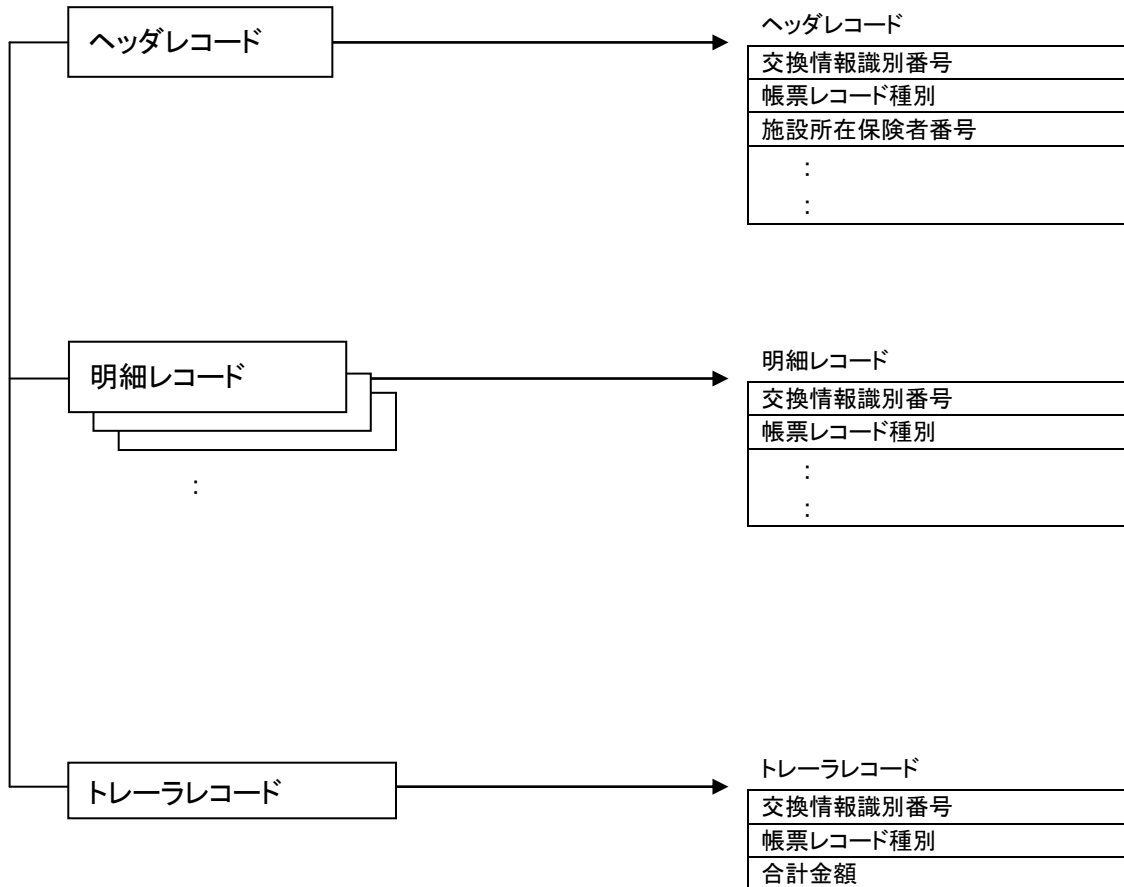 ヘッダレコード
ヘッダレコード
交換情報識別番号
帳票レコード種別
施設所在保険者番号
:
:
明細レコード
:
明細レコード
交換情報識別番号
帳票レコード種別
:
:
トレーラレコード
トレーラレコード
交換情報識別番号
帳票レコード種別
合計金額